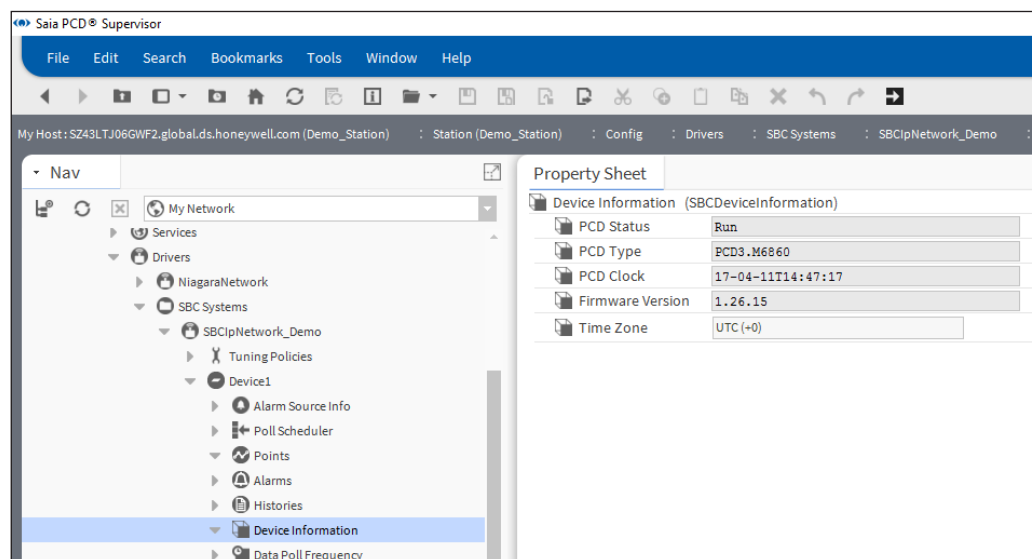 Saia PCD® Supervisor
File Edit Search Bookmarks Tools Window Help
My Host : SZ43LTJ06GWF2.global.ds.honeywell.com (Demo_Station) : Station (Demo_Station) : Config : Drivers : SBC Systems : SBCIpNetwork_Demo :
Nav
My Network
Services
Drivers
NiagaraNetwork
SBC Systems
SBCIpNetwork_Demo
Tuning Policies
Device1
Alarm Source Info
Poll Scheduler
Points
Alarms
Histories
Device Information
Data Poll Frequency
Property Sheet
Device Information (SBCDeviceInformation)
PCD Status Run
PCD Type PCD3.M6860
PCD Clock 17-04-11T14:47:17
Firmware Version 1.26.15
Time Zone UTC (+0)